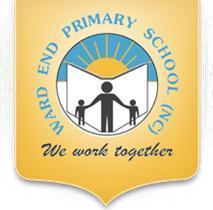 WARD END PRIMARY SCHOOL (NC)
We work together